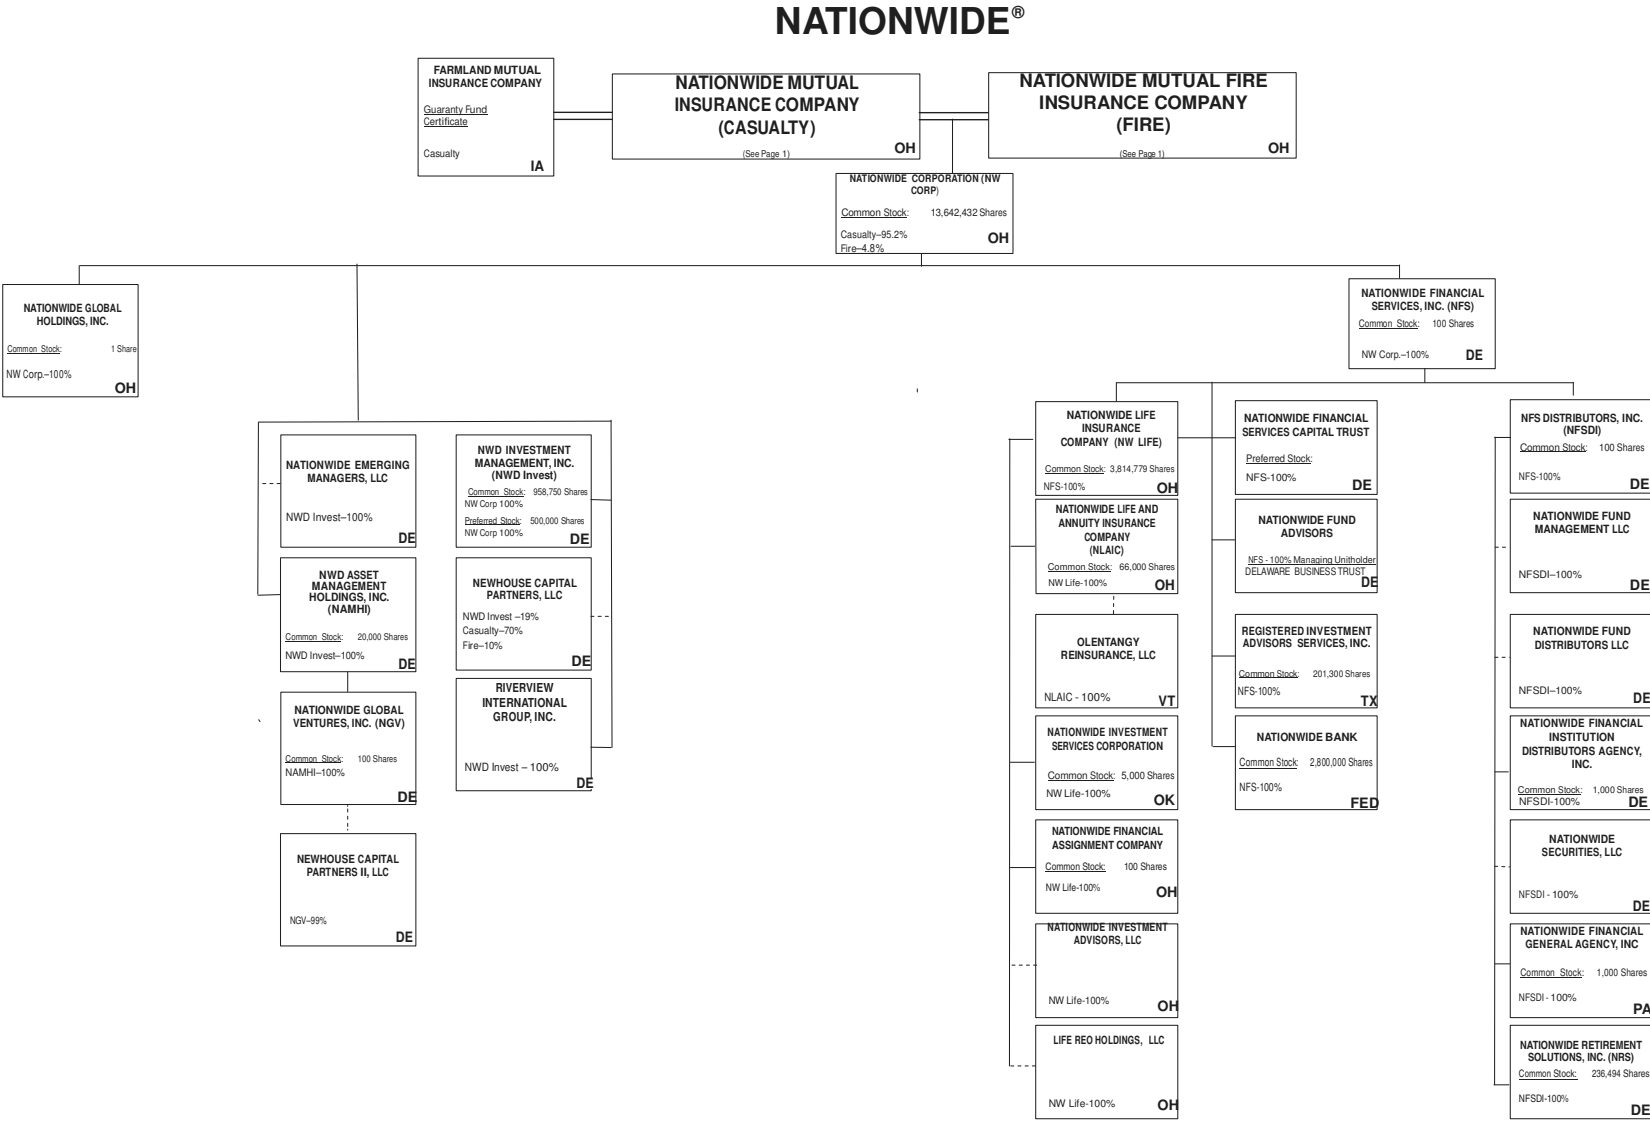 NATIONWIDE®
FARMLAND MUTUAL
INSURANCE COMPANY
Guaranty Fund
Certificate
Casualty
IA
NATIONWIDE MUTUAL
INSURANCE COMPANY
(CASUALTY)
(See Page 1)
OH
NATIONWIDE MUTUAL FIRE
INSURANCE COMPANY
(FIRE)
(See Page 1)
OH
NATIONWIDE CORPORATION (NW
CORP)
Common Stock: 13,642,432 Shares
Casualty–95.2%
Fire–4.8%
OH
NATIONWIDE GLOBAL
HOLDINGS, INC.
Common Stock: 1 Share
NW Corp.–100%
OH
NATIONWIDE FINANCIAL
SERVICES, INC. (NFS)
Common Stock: 100 Shares
NW Corp.–100% DE
NATIONWIDE EMERGING
MANAGERS, LLC
NWD Invest–100%
DE
NWD ASSET
MANAGEMENT
HOLDINGS, INC.
(NAMHI)
Common Stock: 20,000 Shares
NWD Invest–100%
DE
NATIONWIDE GLOBAL
VENTURES, INC. (NGV)
Common Stock: 100 Shares
NAMHI–100%
DE
NEWHOUSE CAPITAL
PARTNERS II, LLC
NGV–99%
DE
NWD INVESTMENT
MANAGEMENT, INC.
(NWD Invest)
Common Stock: 958,750 Shares
NW Corp 100%
Preferred Stock: 500,000 Shares
NW Corp 100%
DE
NEWHOUSE CAPITAL
PARTNERS, LLC
NWD Invest –19%
Casualty–70%
Fire–10%
DE
RIVERVIEW
INTERNATIONAL
GROUP, INC.
NWD Invest – 100%
DE
NATIONWIDE LIFE
INSURANCE
COMPANY (NW LIFE)
Common Stock: 3,814,779 Shares
NFS-100%
OH
NATIONWIDE LIFE AND
ANNUITY INSURANCE
COMPANY
(NLAIC)
Common Stock: 66,000 Shares
NW Life-100%
OH
OLENTANGY
REINSURANCE, LLC
NLAIC - 100%
VT
NATIONWIDE INVESTMENT
SERVICES CORPORATION
Common Stock: 5,000 Shares
NW Life-100%
OK
NATIONWIDE FINANCIAL
ASSIGNMENT COMPANY
Common Stock: 100 Shares
NW Life-100%
OH
NATIONWIDE INVESTMENT
ADVISORS, LLC
NW Life-100%
OH
LIFE REO HOLDINGS, LLC
NW Life-100%
OH
NATIONWIDE FINANCIAL
SERVICES CAPITAL TRUST
Preferred Stock:
NFS-100%
DE
NATIONWIDE FUND
ADVISORS
NFS - 100% Managing Unitholder
DELAWARE BUSINESS TRUST
DE
REGISTERED INVESTMENT
ADVISORS SERVICES, INC.
Common Stock: 201,300 Shares
NFS-100%
TX
NATIONWIDE BANK
Common Stock: 2,800,000 Shares
NFS-100%
FED
NFS DISTRIBUTORS, INC.
(NFSDI)
Common Stock: 100 Shares
NFS-100%
DE
NATIONWIDE FUND
MANAGEMENT LLC
NFSDI–100%
DE
NATIONWIDE FUND
DISTRIBUTORS LLC
NFSDI–100%
DE
NATIONWIDE FINANCIAL
INSTITUTION
DISTRIBUTORS AGENCY,
INC.
Common Stock: 1,000 Shares
NFSDI-100%
DE
NATIONWIDE
SECURITIES, LLC
NFSDI - 100%
DE
NATIONWIDE FINANCIAL
GENERAL AGENCY, INC
Common Stock: 1,000 Shares
NFSDI - 100%
PA
NATIONWIDE RETIREMENT
SOLUTIONS, INC. (NRS)
Common Stock: 236,494 Shares
NFSDI-100%
DE